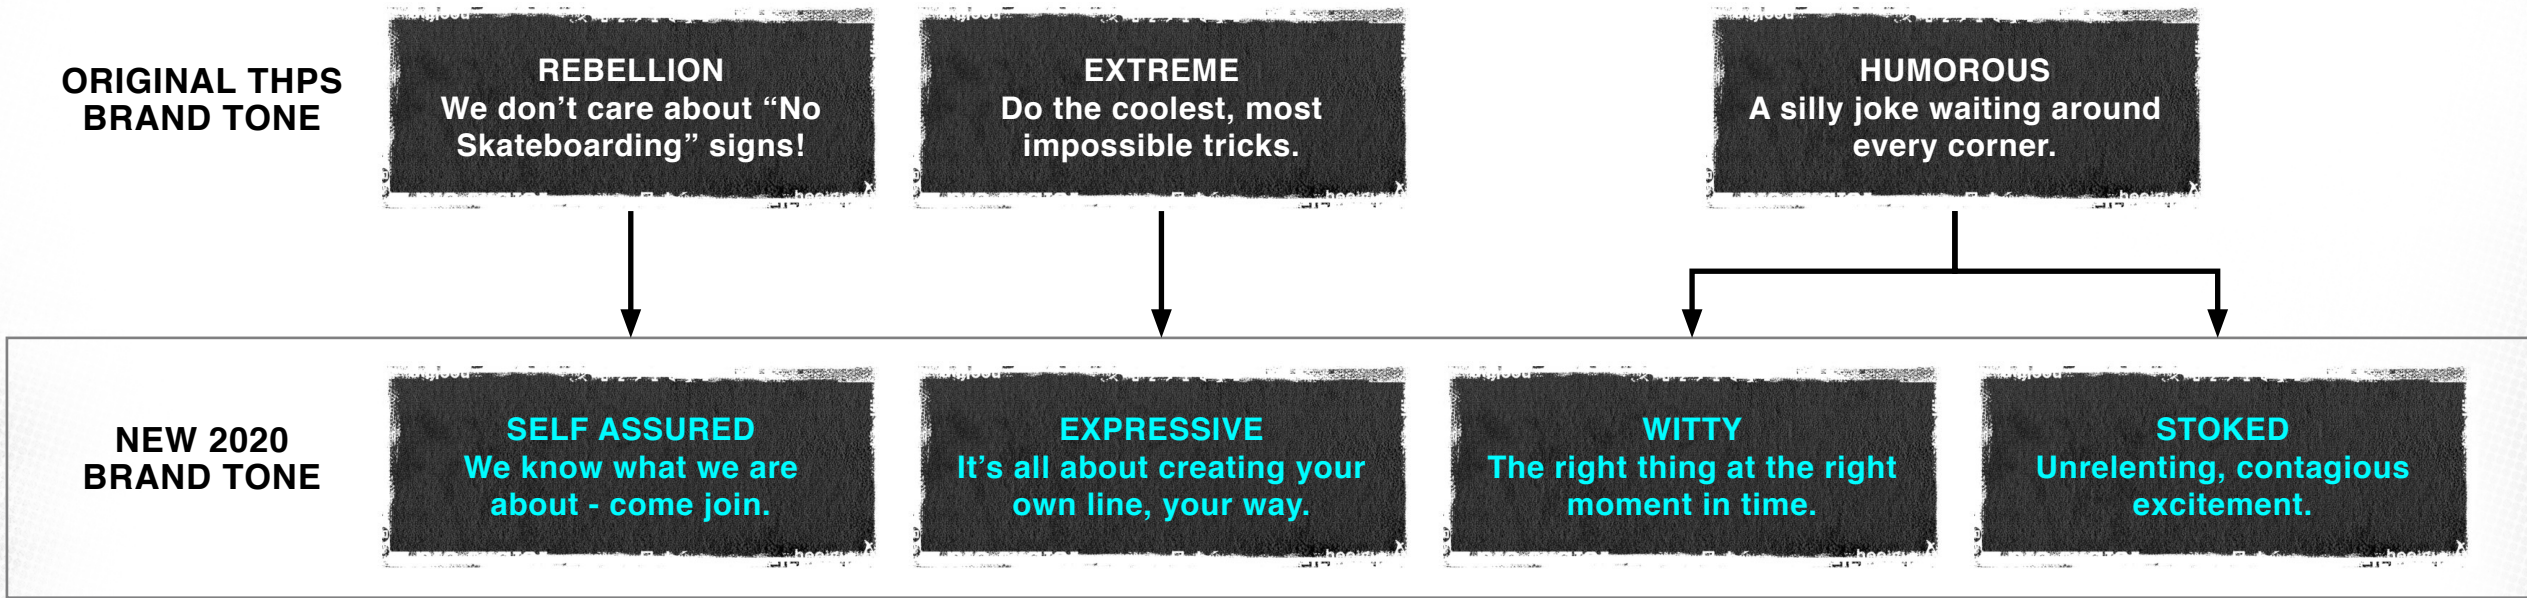 ORIGINAL THPS
BRAND TONE
REBELLION
We don’t care about “No
Skateboarding” signs!
EXTREME
Do the coolest, most
impossible tricks.
HUMOROUS
A silly joke waiting around
every corner.
NEW 2020
BRAND TONE
SELF ASSURED
We know what we are
about - come join.
EXPRESSIVE
It’s all about creating your
own line, your way.
WITTY
The right thing at the right
moment in time.
STOKED
Unrelenting, contagious
excitement.